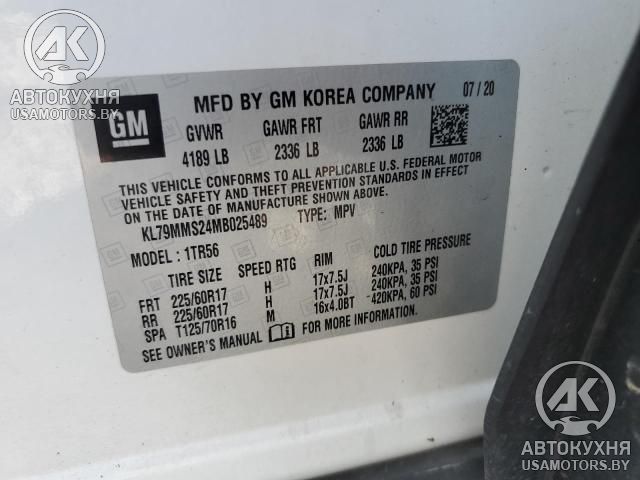 AK
АВТОКУХНЯ
USAMOTORS.BY
GM
MFD BY GM KOREA COMPANY 07/20
GVWR GAWR FRT GAWR RR
4189 LB 2336 LB 2336 LB
THIS VEHICLE CONFORMS TO ALL APPLICABLE U.S. FEDERAL MOTOR
VEHICLE SAFETY AND THEFT PREVENTION STANDARDS IN EFFECT ON
THE DATE OF MANUFACTURE SHOWN ABOVE.
KL79MMS24MB025489 TYPE: MPV
MODEL: 1TR56
TIRE SIZE SPEED RTG RIM COLD TIRE PRESSURE
FRT 225/60R17 H 17x7.5J 240KPA, 35 PSI
RR 225/60R17 H 17x7.5J 240KPA, 35 PSI
SPA T125/70R16 M 16x4.0BT 420KPA, 60 PSI
SEE OWNER'S MANUAL FOR MORE INFORMATION.
AK
АВТОКУХНЯ
USAMOTORS.BY